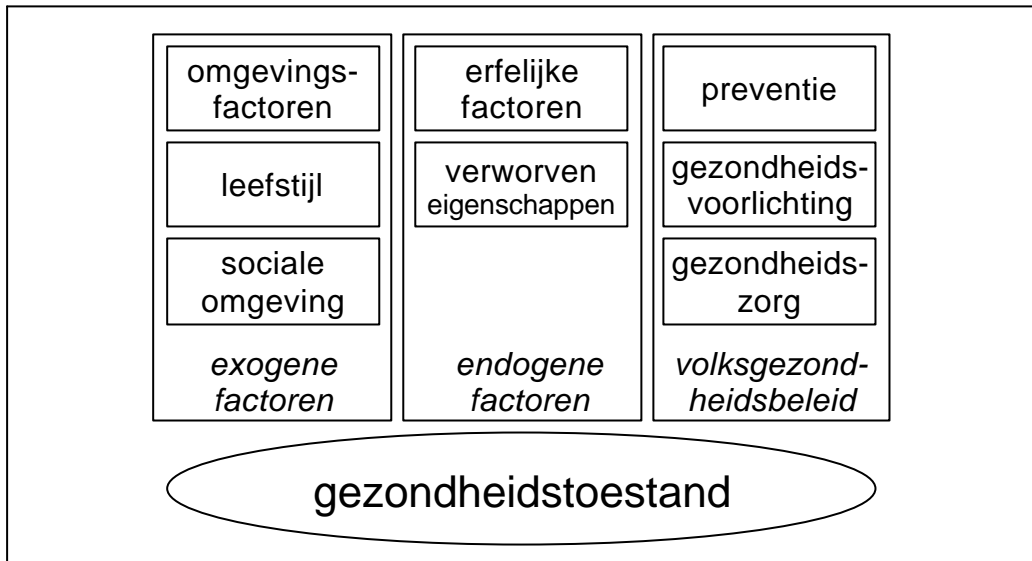 omgevings-
factoren
leefstijl
sociale
omgeving
exogene
factoren
erfelijke
factoren
verworven
eigenschappen
endogene
factoren
preventie
gezondheids-
voorlichting
gezondheids-
zorg
volksgezond-
heidsbeleid
gezondheidstoestand